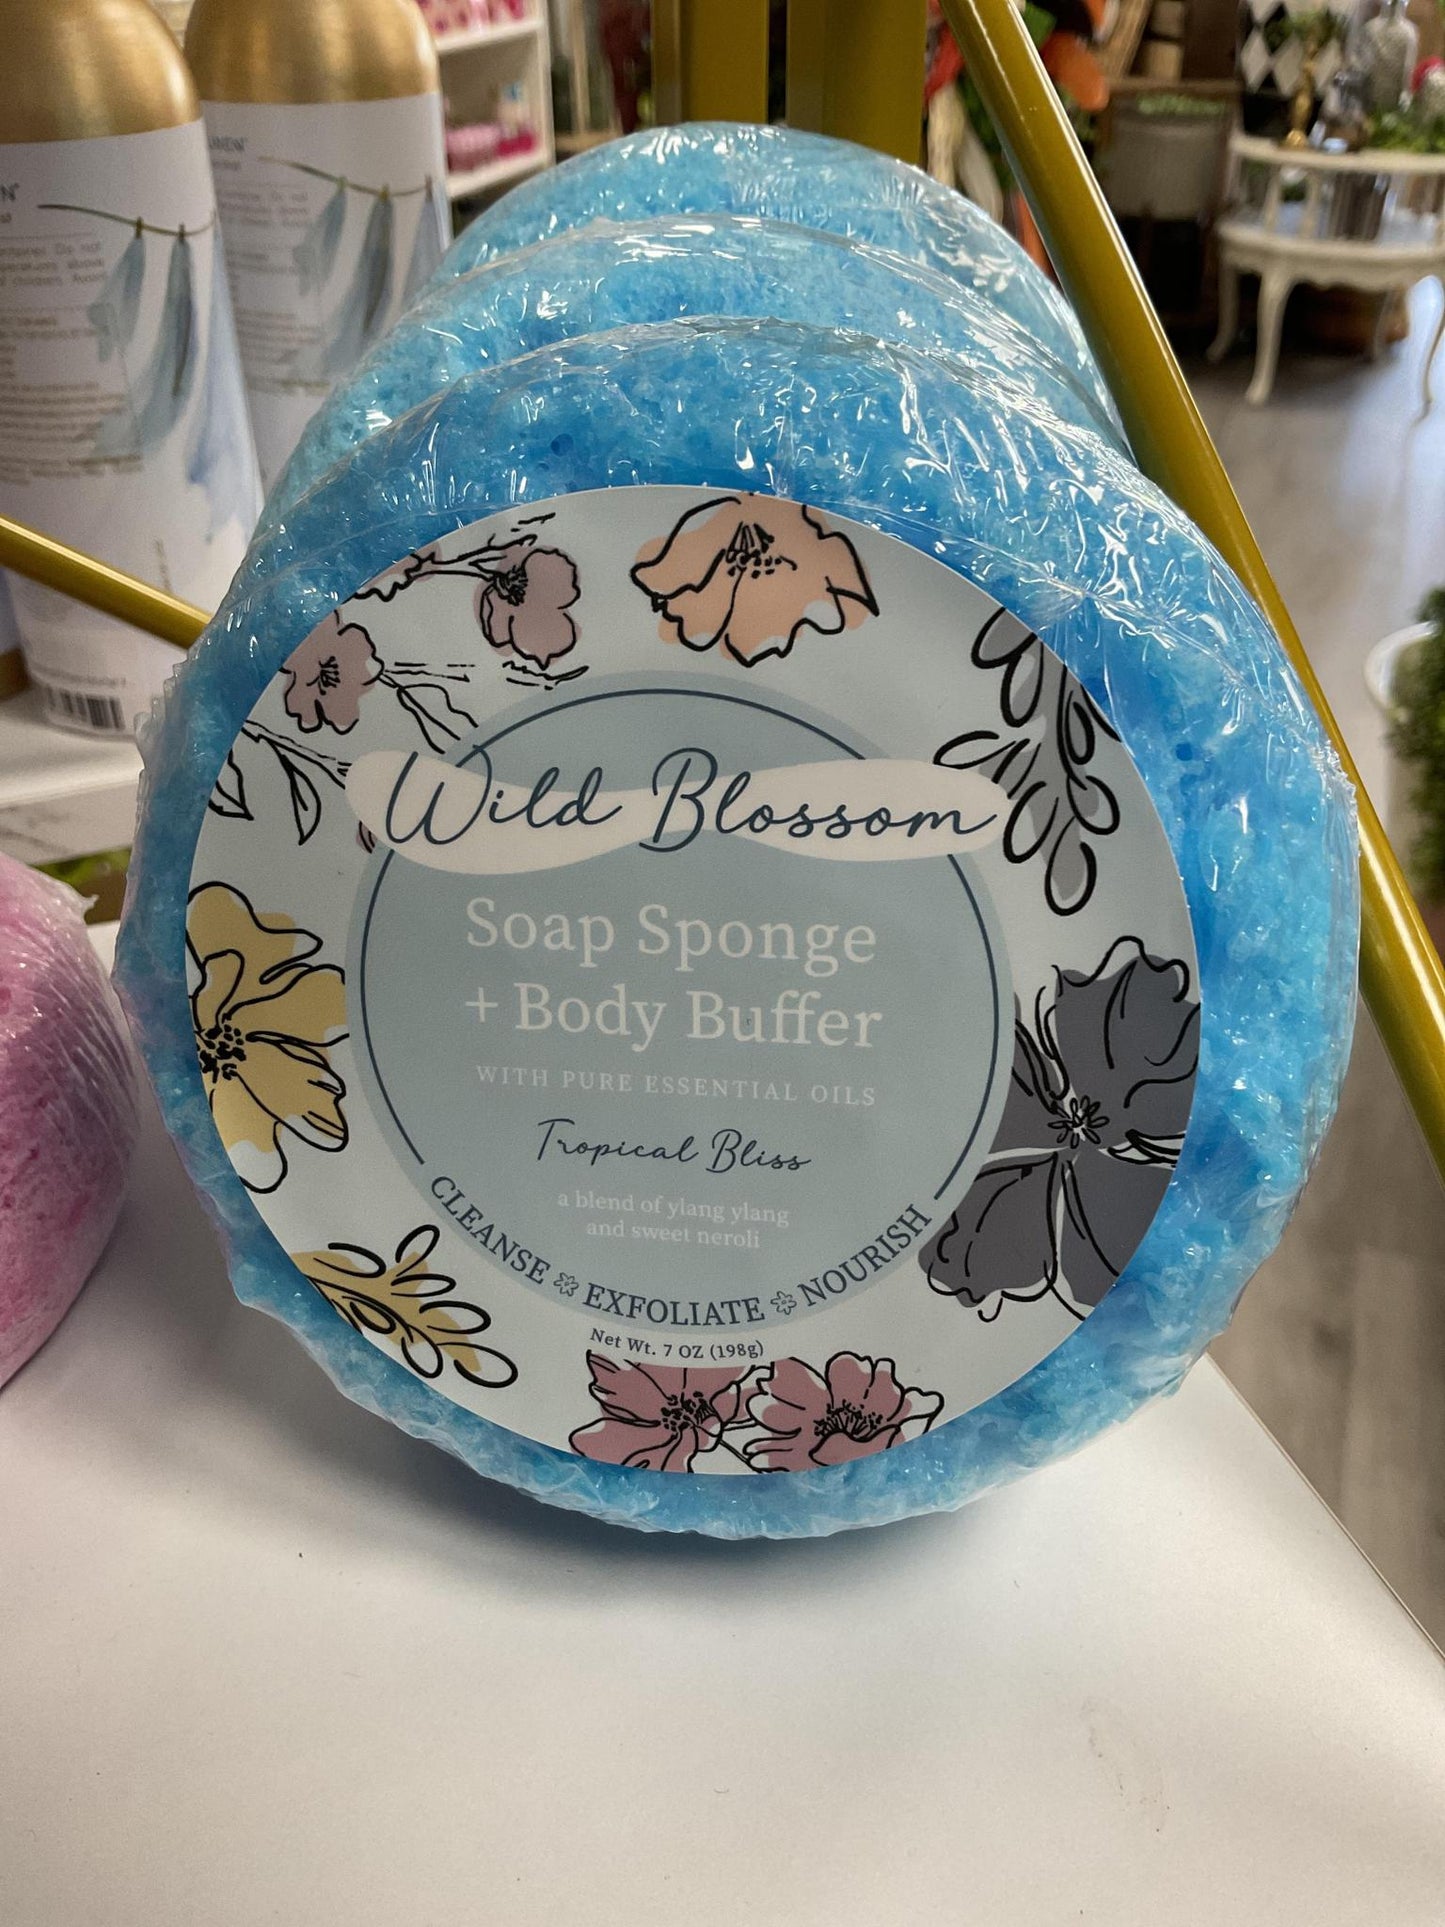 Wild Blossom
Soap Sponge
+ Body Buffer
WITH PURE ESSENTIAL OILS
Tropical Bliss
a blend of ylang ylang
and sweet neroli
CLEANSE EXFOLIATE NOURISH
Net Wt. 7 OZ (198g)